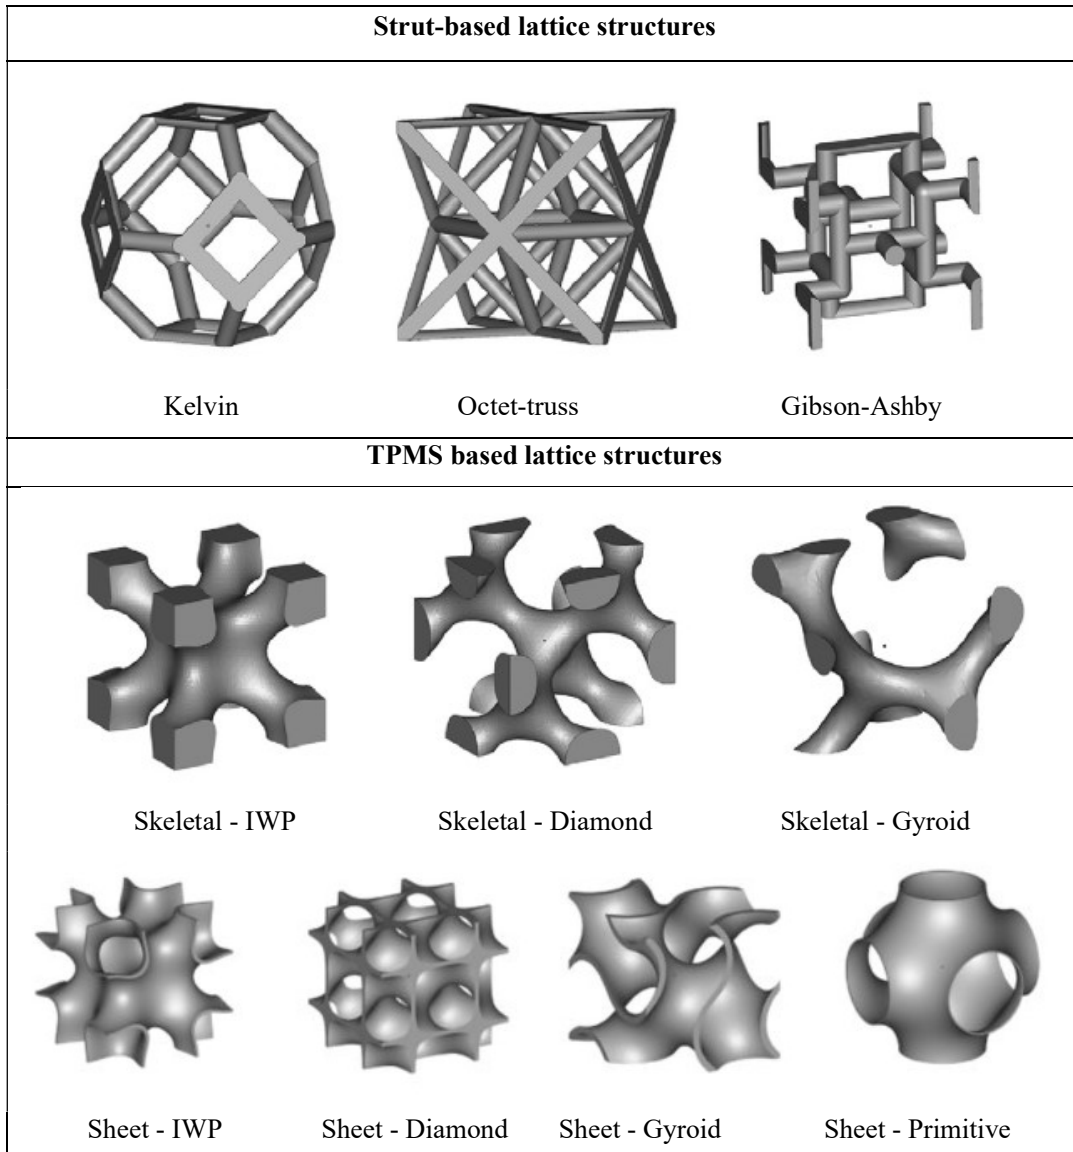 Strut-based lattice structures
Kelvin Octet-truss Gibson-Ashby
TPMS based lattice structures
Skeletal - IWP Skeletal - Diamond Skeletal - Gyroid
Sheet - IWP Sheet - Diamond Sheet - Gyroid Sheet - Primitive